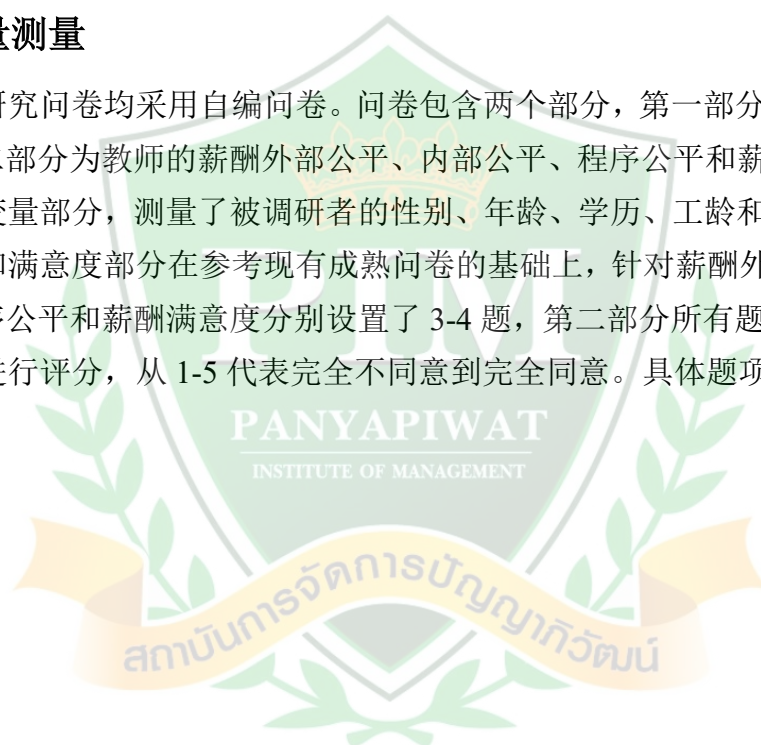 量测量
研究问卷均采用自编问卷。问卷包含两个部分，第一部分
部分为教师的薪酬外部公平、内部公平、程序公平和薪
变量部分，测量了被调研者的性别、年龄、学历、工龄和
和满意度部分在参考现有成熟问卷的基础上，针对薪酬外
序公平和薪酬满意度分别设置了 3-4 题，第二部分所有题
进行评分，从 1-5 代表完全不同意到完全同意。具体题项
PIM
PANYAPIWAT
INSTITUTE OF MANAGEMENT
สถาบันการจัดการปัญญาภิวัฒน์